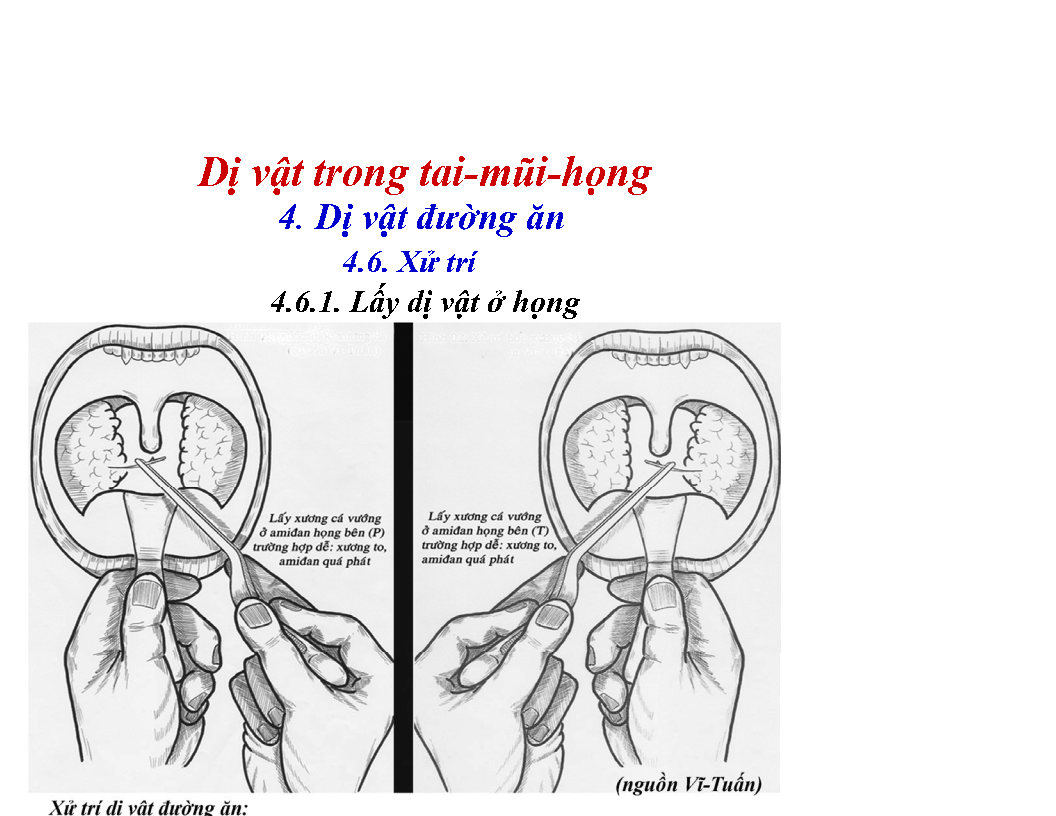 Dị vật trong tai-mũi-họng
4. Dị vật đường ăn
4.6. Xử trí
4.6.1. Lấy dị vật ở họng
Lấy xương cá vướng
ở amiđan họng bên (P)
trường hợp dễ: xương to,
amiđan quá phát
Lấy xương cá vướng
ở amiđan họng bên (T)
trường hợp dễ: xương to,
amiđan quá phát
(nguồn Vĩ-Tuấn)
Xử trí dị vật đường ăn: